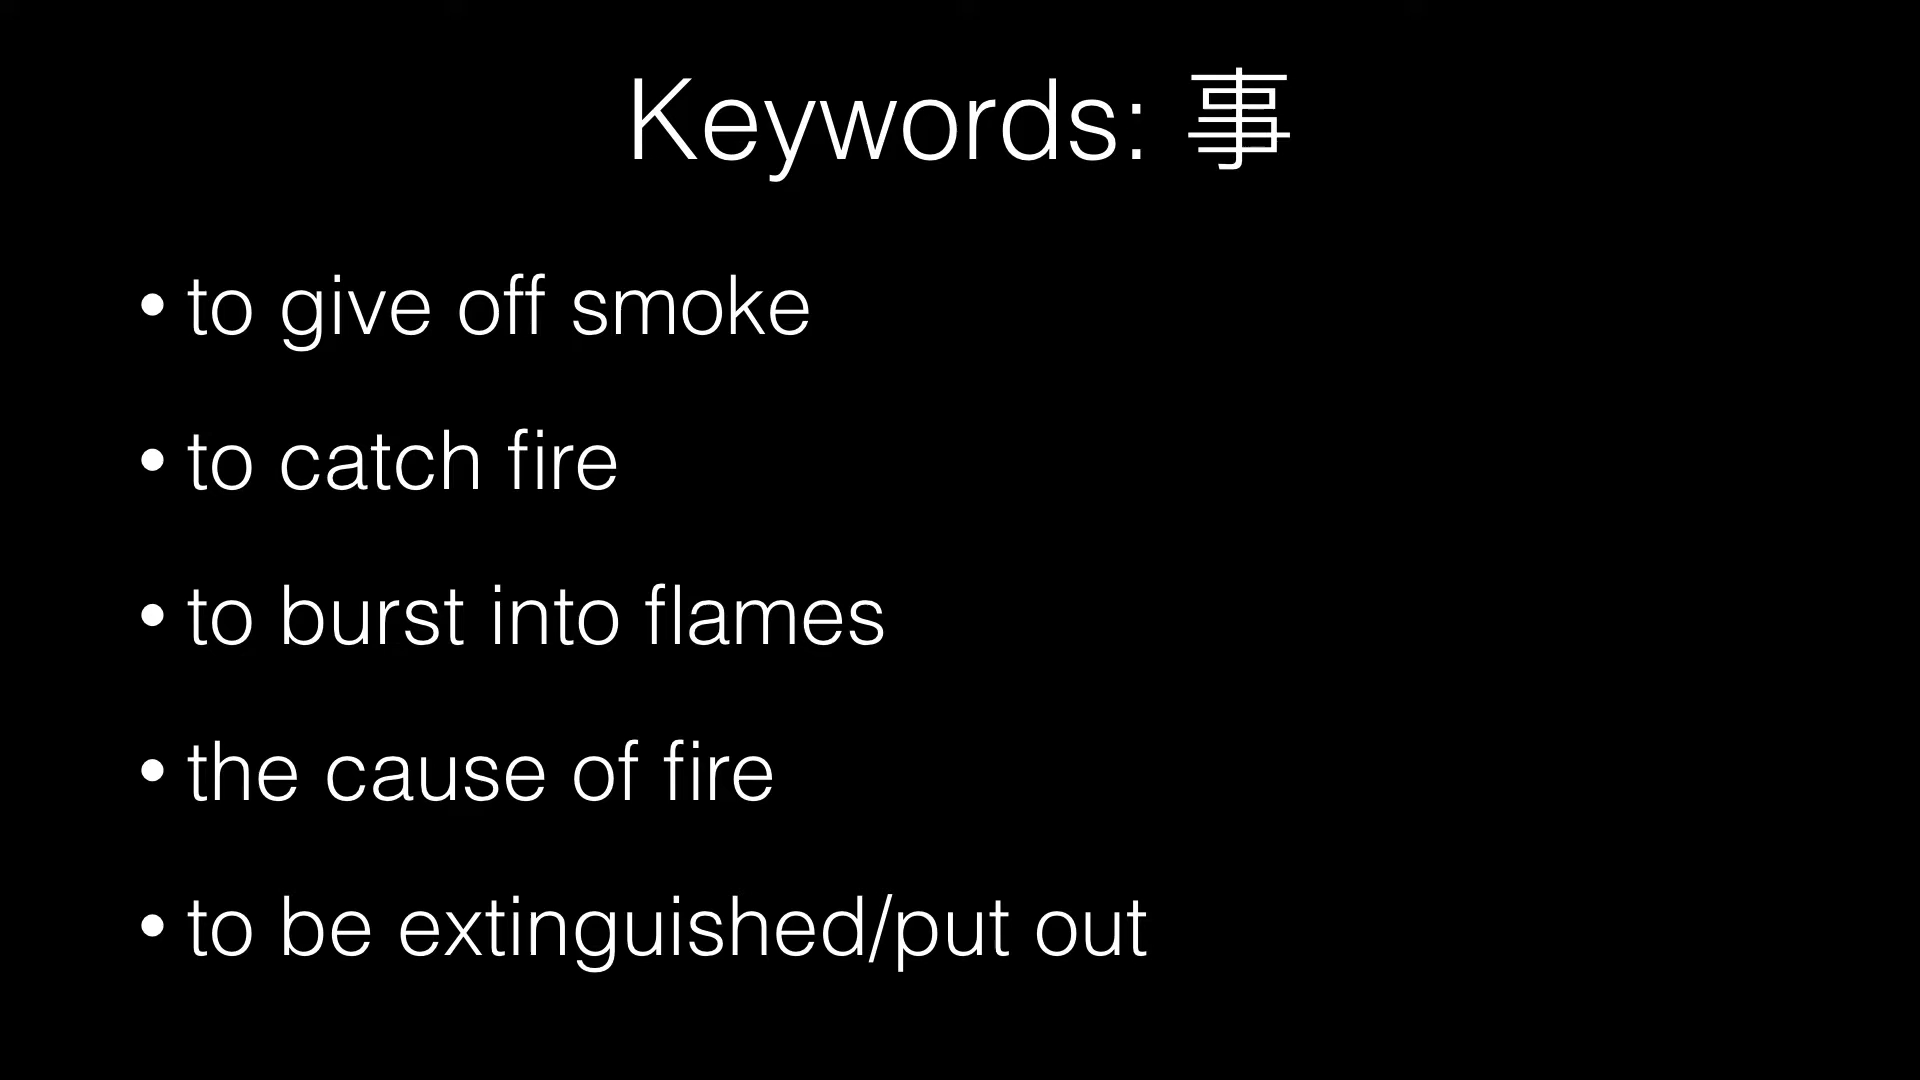 Keywords: 事
• to give off smoke
• to catch fire
• to burst into flames
• the cause of fire
• to be extinguished/put out